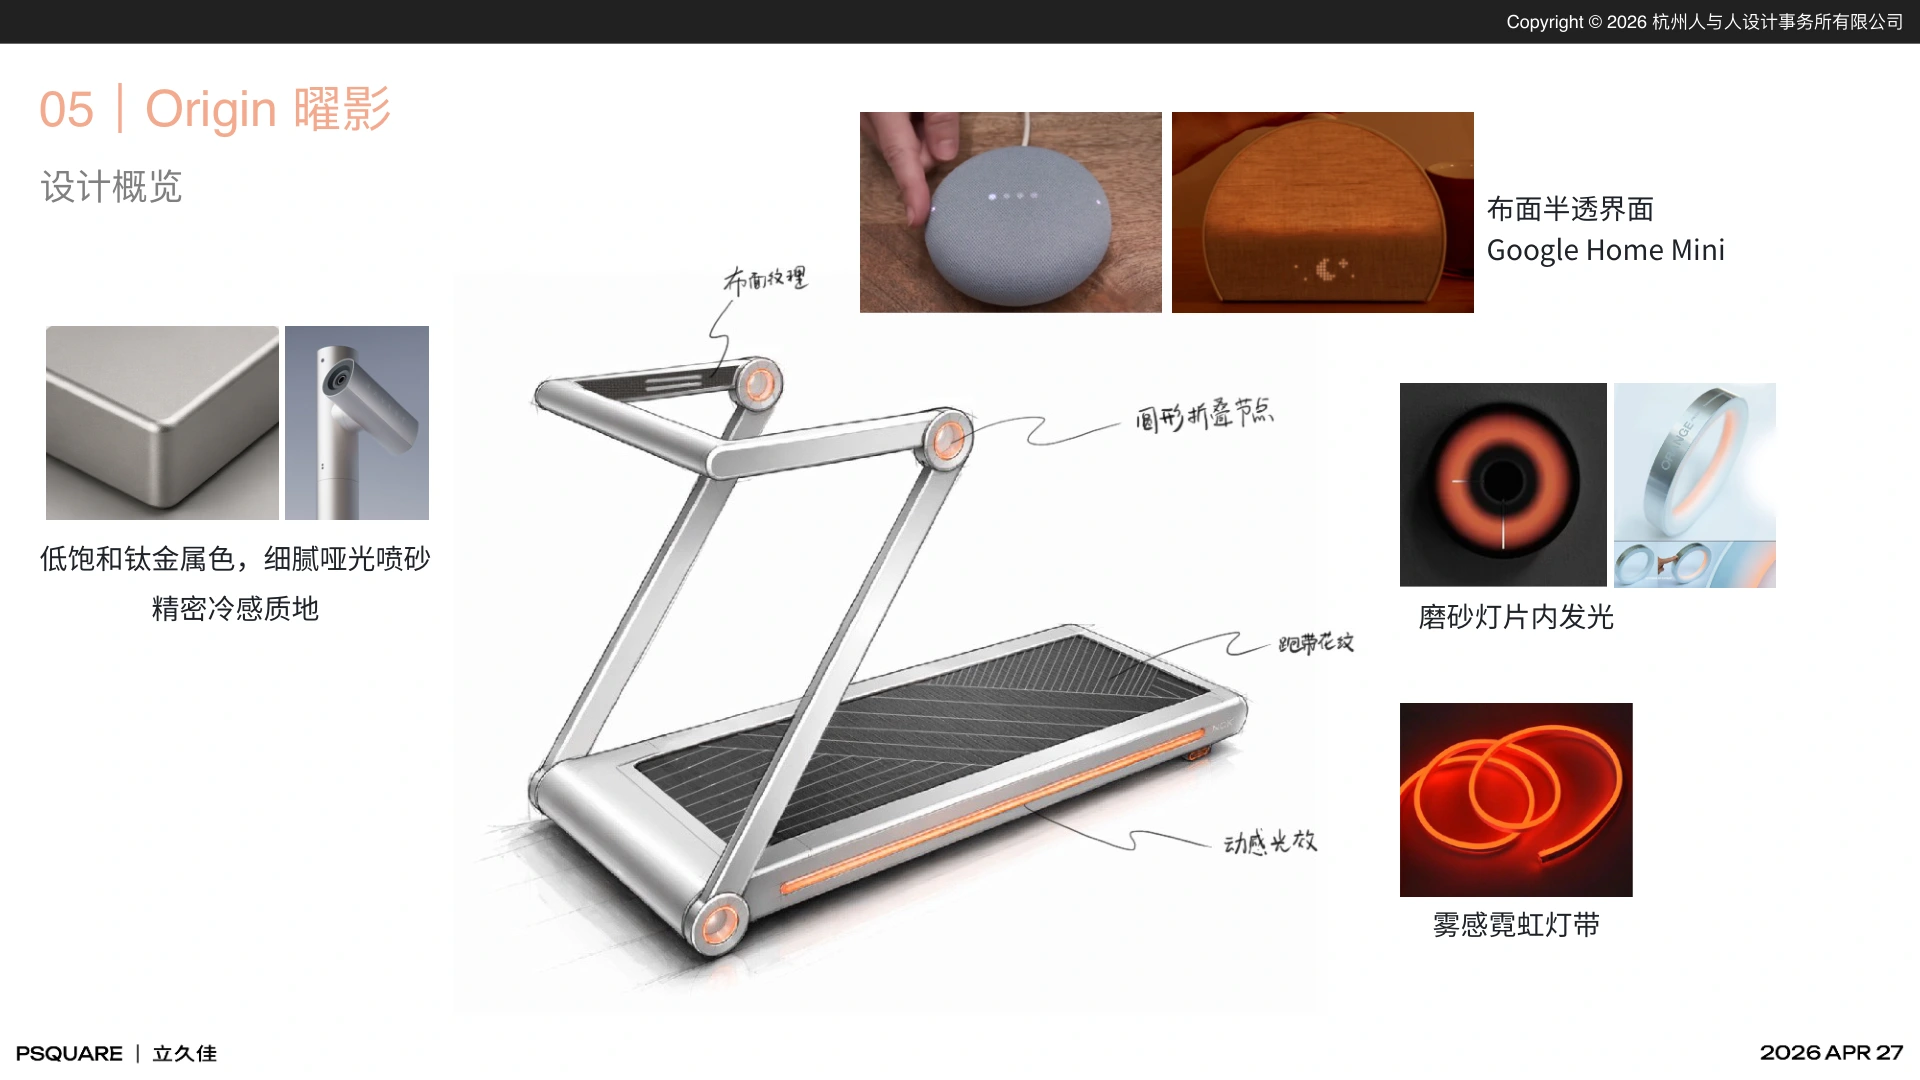 Copyright © 2026 杭州人与人设计事务所有限公司
05｜Origin 曜影
设计概览
布面半透界面
Google Home Mini
布面纹理
圆形折叠节点
低饱和钛金属色，细腻哑光喷砂
精密冷感质地
磨砂灯片内发光
跑带花纹
动感光效
雾感霓虹灯带
PSQUARE | 立久佳
2026 APR 27